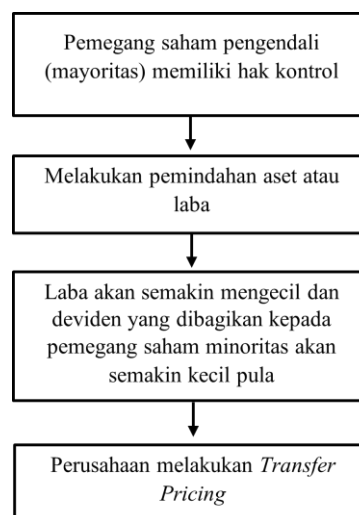 Pemegang saham pengendali
(mayoritas) memiliki hak kontrol
Melakukan pemindahan aset atau
laba
Laba akan semakin mengecil dan
deviden yang dibagikan kepada
pemegang saham minoritas akan
semakin kecil pula
Perusahaan melakukan Transfer
Pricing